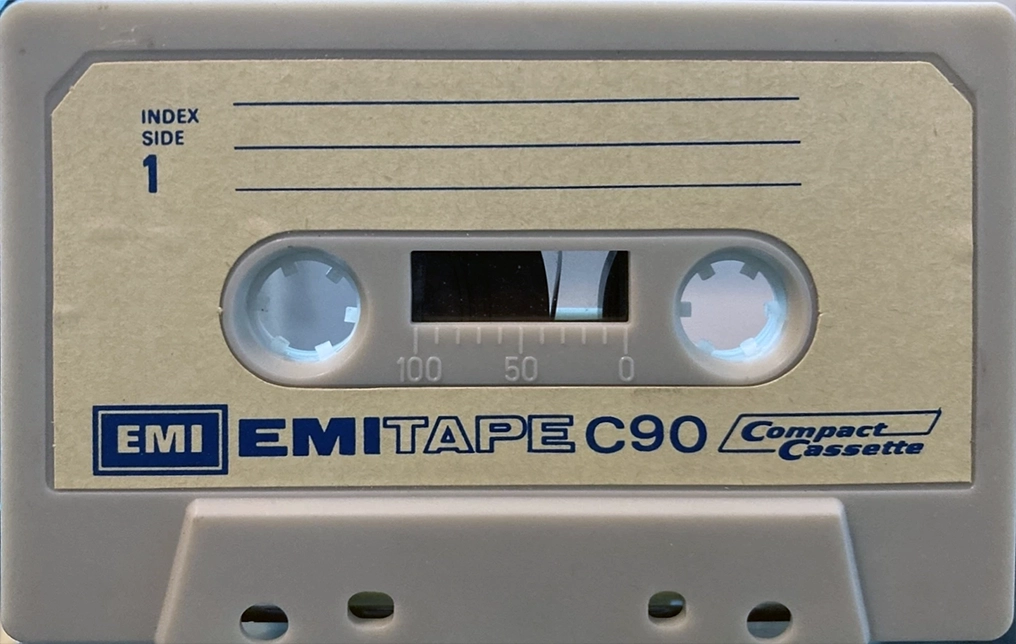 INDEX
SIDE
1
100 50 0
EMI EMITAPE C90 Compact Cassette